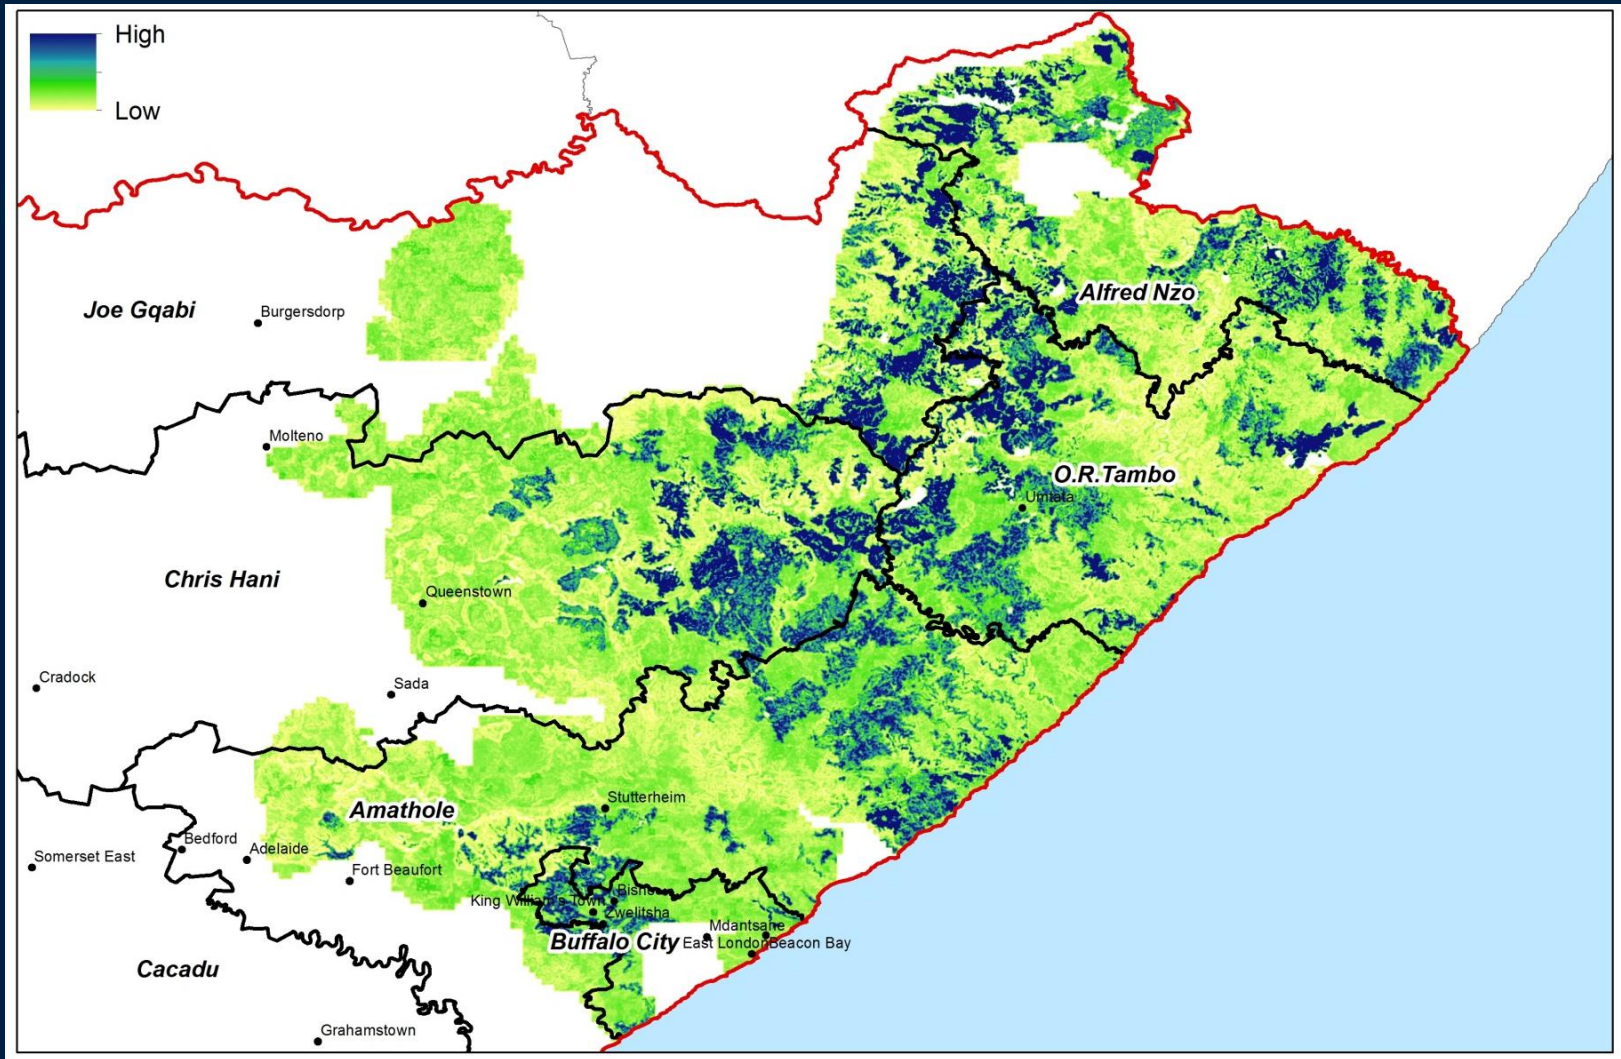 High
Low
Joe Gqabi
Burgersdorp
Alfred Nzo
Molteno
O.R.Tambo
Umtata
Chris Hani
Queenstown
Cradock
Sada
Stutterheim
Amathole
Bedford
Adelaide
Somerset East
Fort Beaufort
King William's Town
Zwelitsha
Mdantsane
Buffalo City
East London
Beacon Bay
Cacadu
Grahamstown